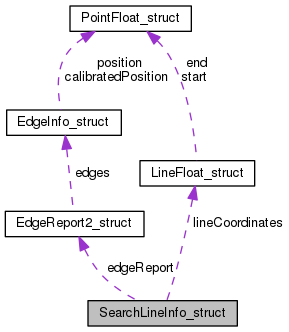 PointFloat_struct
position
calibratedPosition
end
start
EdgeInfo_struct
edges
LineFloat_struct
EdgeReport2_struct
lineCoordinates
edgeReport
SearchLineInfo_struct